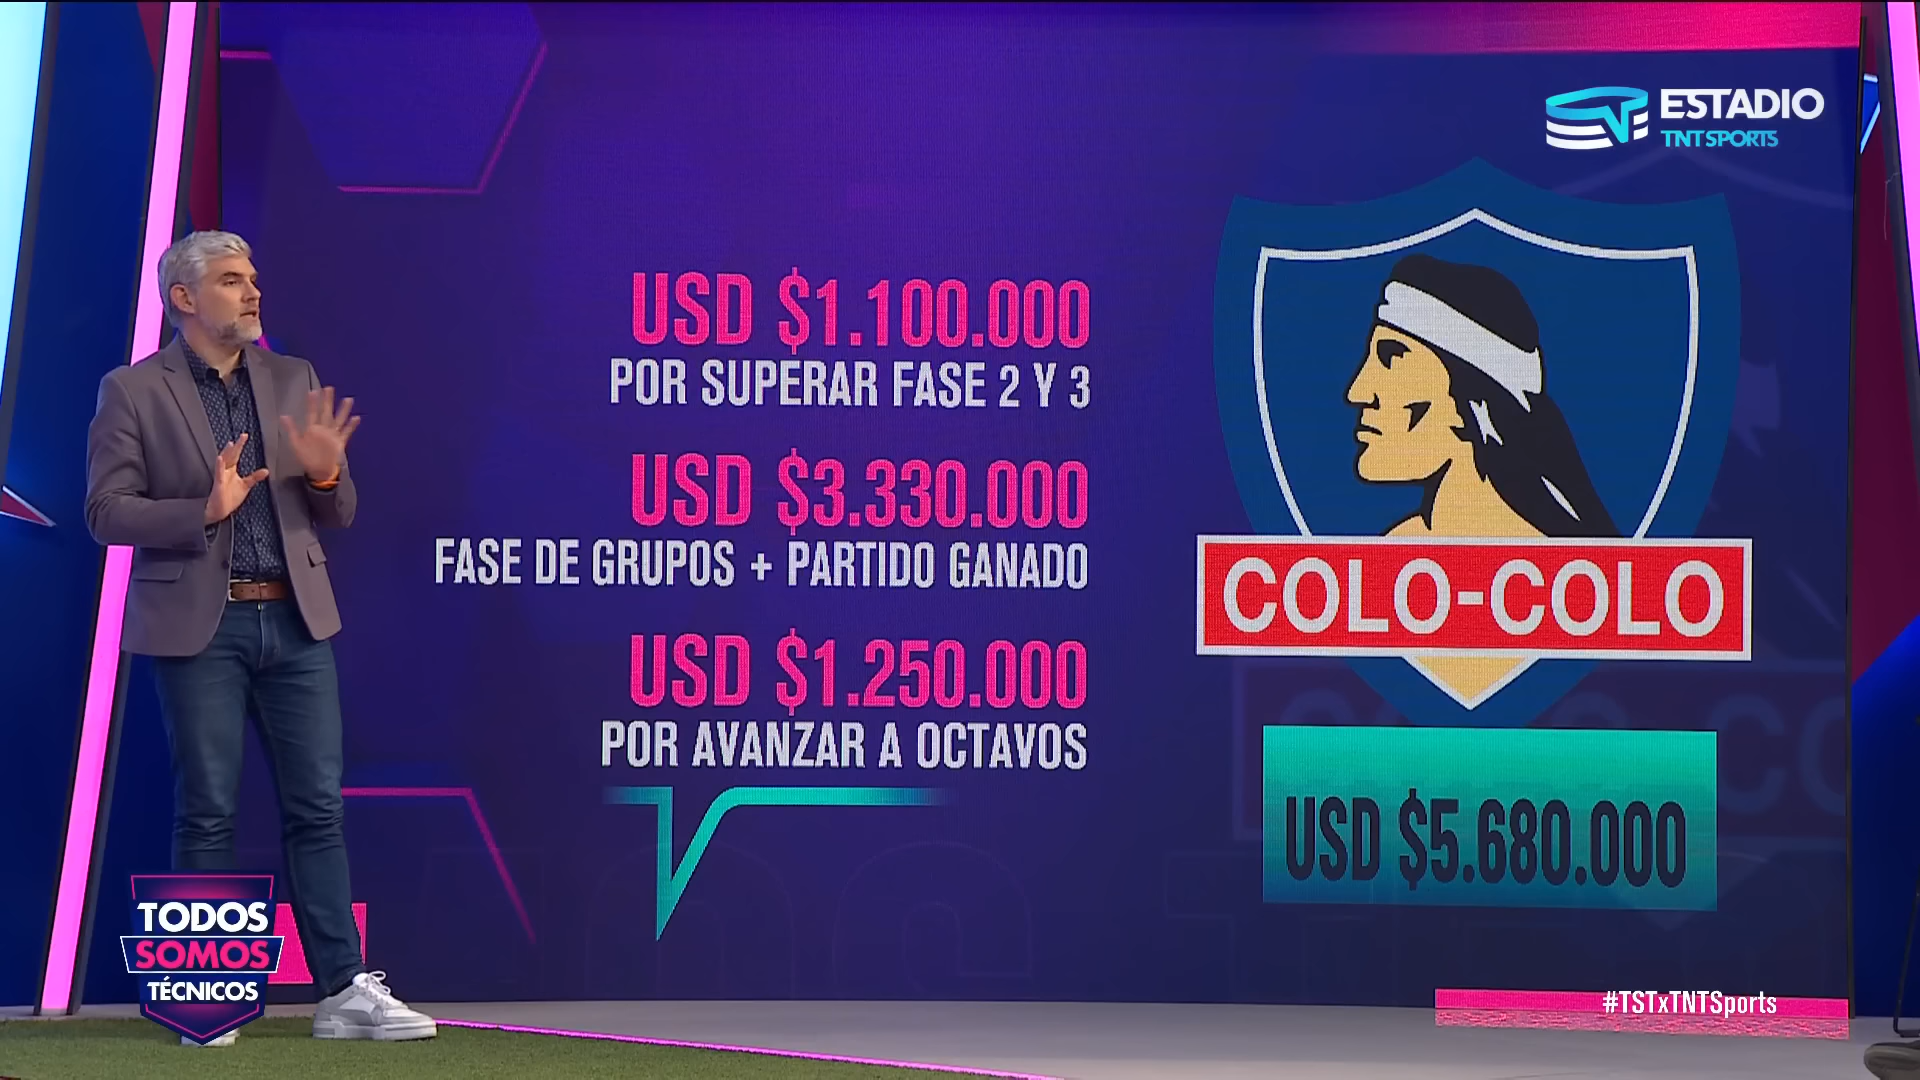 ESTADIO
TNT SPORTS
USD $1.100.000
POR SUPERAR FASE 2 Y 3
USD $3.330.000
FASE DE GRUPOS + PARTIDO GANADO
USD $1.250.000
POR AVANZAR A OCTAVOS
COLO-COLO
USD $5.680.000
TODOS
SOMOS
TÉCNICOS
#TSTxTNTSports